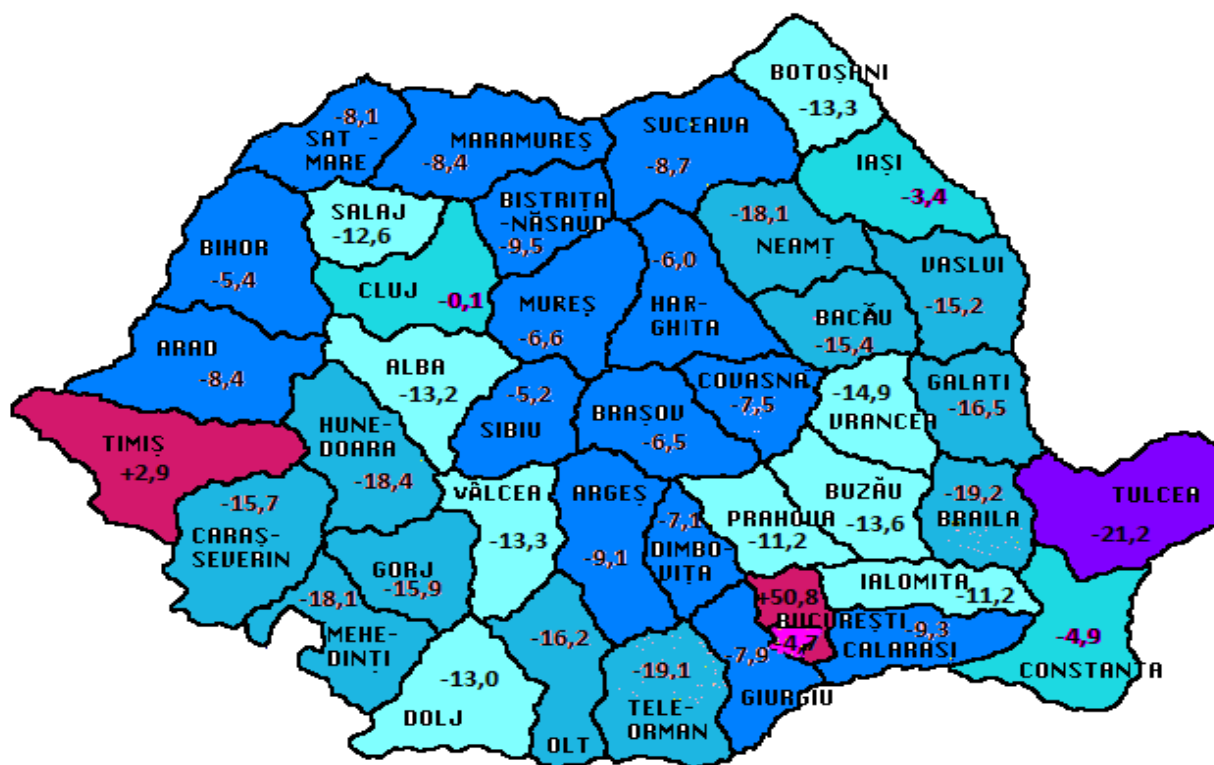 BOTOȘANI
-13,3
-8,1
SAT -
MARE
MARAMUREȘ
-8,4
SUCEAVA
-8,7
IAȘI
-3,4
SALAJ
-12,6
BISTRIȚA
-NĂSAUD
-9,5
-18,1
NEAMȚ
BIHOR
-5,4
CLUJ
-0,1
MUREȘ
-6,6
-6,0
HAR-
GHITA
VASLUI
-15,2
BACĂU
-15,4
ARAD
-8,4
ALBA
-13,2
-5,2
SIBIU
BRAȘOV
-6,5
COVASNA
-7,5
-14,9
VRANCEA
GALATI
-16,5
TIMIȘ
+2,9
HUNE-
DOARA
-18,4
-15,7
CARAȘ-
SEVERIN
VÂLCEA
-13,3
ARGEȘ
-9,1
-7,1
DIMBO-
VIȚA
PRAHOVA
-11,2
BUZĂU
-13,6
-19,2
BRAILA
TULCEA
-21,2
GORJ
-15,9
-18,1
MEHE-
DINȚI
-13,0
DOLJ
-16,2
OLT
-19,1
TELE-
ORMAN
-7,9
GIURGIU
+50,8
BUCUREȘTI
-4,7
IALOMITA
-11,2
-9,3
CALARAȘI
-4,9
CONSTANTA